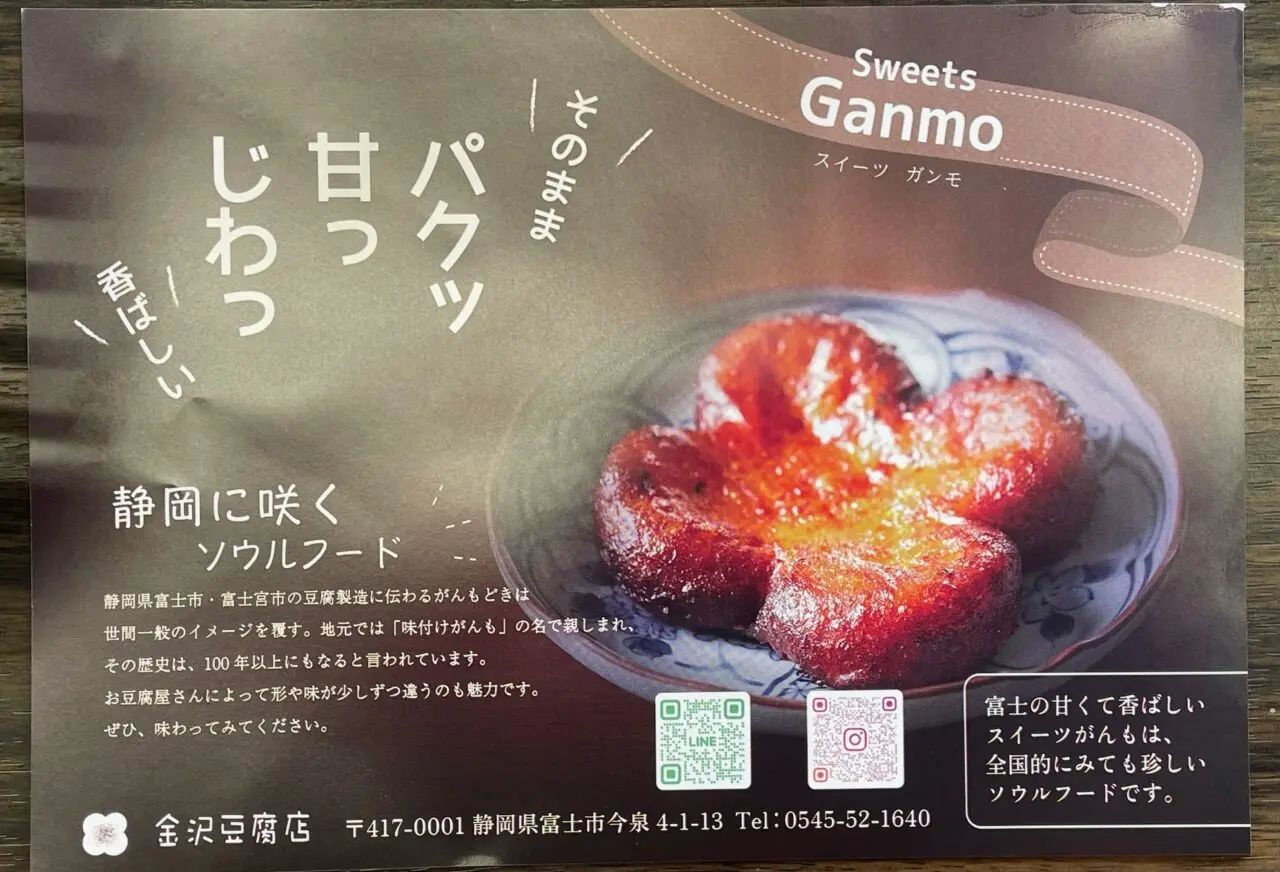 Sweets
Ganmo
スイーツ ガンモ
そのまま
パクッ
甘っ
じわっ
香ばしい
静岡に咲く
ソウルフード
静岡県富士市・富士宮市の豆腐製造に伝わるがんもどきは
世間一般のイメージを覆す。地元では「味付けがんも」の名で親しまれ、
その歴史は、100年以上にもなると言われています。
お豆腐屋さんによって形や味が少しずつ違うのも魅力です。
ぜひ、味わってみてください。
LINE
富士の甘くて香ばしい
スイーツがんもは、
全国的にみても珍しい
ソウルフードです。
金沢豆腐店 〒417-0001 静岡県富士市今泉 4-1-13 Tel:0545-52-1640